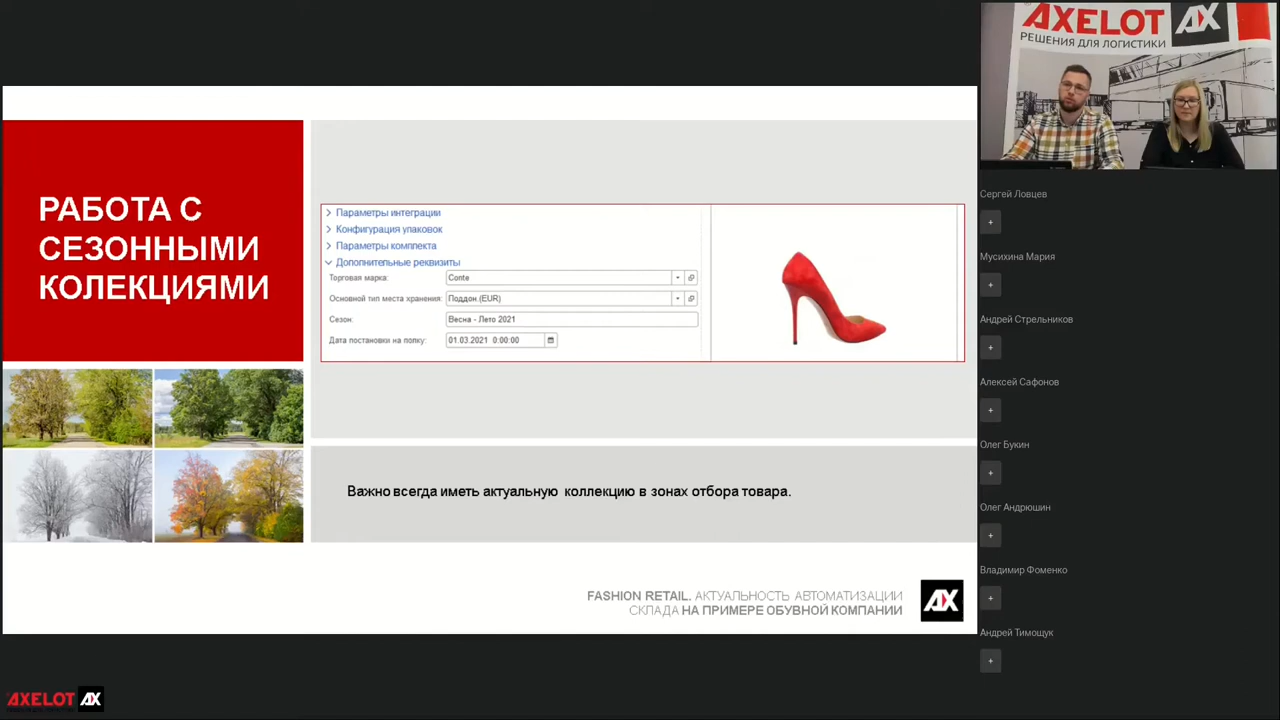 РАБОТА С
СЕЗОННЫМИ
КОЛЕКЦИЯМИ
Параметры интеграции
Конфигурация упаковок
Параметры комплекта
Дополнительные реквизиты
Торговая марка: Conte
Основной тип места хранения: Поддон.(EUR)
Сезон: Весна - Лето 2021
Дата постановки на полку: 01.03.2021 0:00:00
Важно всегда иметь актуальную коллекцию в зонах отбора товара.
FASHION RETAIL. АКТУАЛЬНОСТЬ АВТОМАТИЗАЦИИ
СКЛАДА НА ПРИМЕРЕ ОБУВНОЙ КОМПАНИИ
AX
AXELOT AX
РЕШЕНИЯ ДЛЯ ЛОГИСТИКИ
Сергей Ловцев
+
Мусихина Мария
+
Андрей Стрельников
+
Алексей Сафонов
+
Олег Букин
+
Олег Андрюшин
+
Владимир Фоменко
+
Андрей Тимощук
+
AXELOT AX